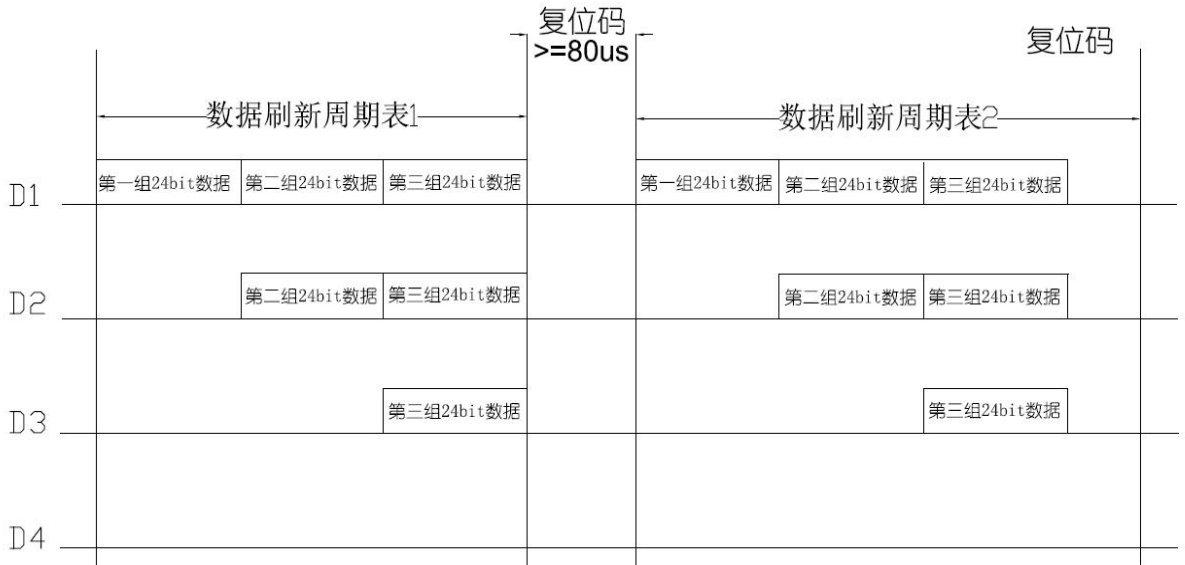 复位码
>=80us
复位码
数据刷新周期表1
数据刷新周期表2
D1
第一组24bit数据
第二组24bit数据
第三组24bit数据
第一组24bit数据
第二组24bit数据
第三组24bit数据
D2
第二组24bit数据
第三组24bit数据
第二组24bit数据
第三组24bit数据
D3
第三组24bit数据
第三组24bit数据
D4